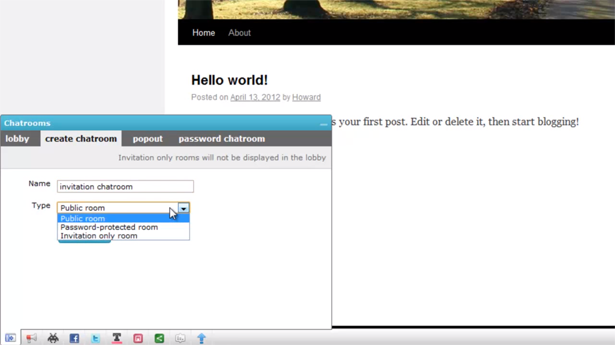 Home About
Hello world!
Posted on April 13, 2012 by Howard
s your first post. Edit or delete it, then start blogging!
Chatrooms
lobby create chatroom popout password chatroom
Invitation only rooms will not be displayed in the lobby
Name invitation chatroom
Type Public room
Public room
Password-protected room
Invitation only room